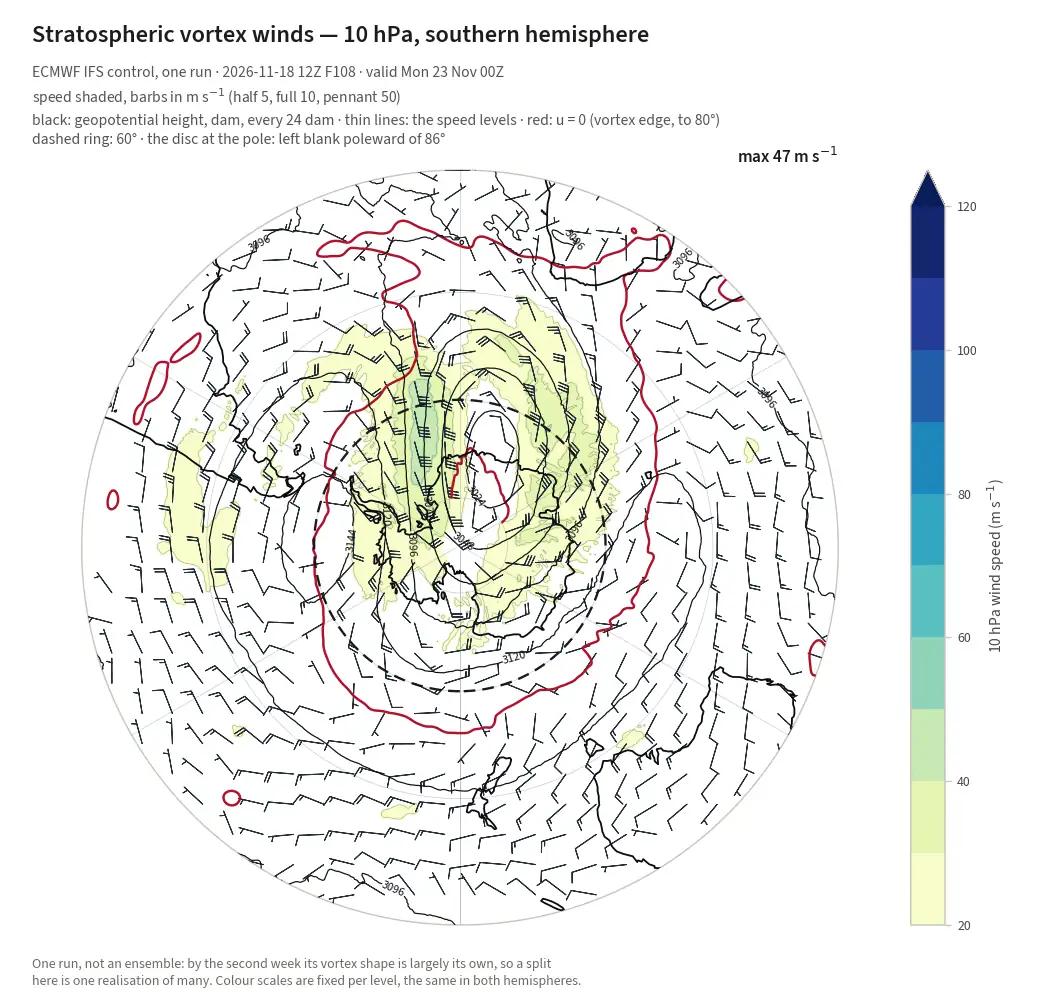 Stratospheric vortex winds — 10 hPa, southern hemisphere
ECMWF IFS control, one run · 2026-11-18 12Z F108 · valid Mon 23 Nov 00Z
speed shaded, barbs in m s⁻¹ (half 5, full 10, pennant 50)
black: geopotential height, dam, every 24 dam · thin lines: the speed levels · red: u = 0 (vortex edge, to 80°)
dashed ring: 60° · the disc at the pole: left blank poleward of 86°
max 47 m s⁻¹
120
100
80
60
40
20
10 hPa wind speed (m s⁻¹)
3096
3096
3096
3096
3144
3096
3096
3120
3096
One run, not an ensemble: by the second week its vortex shape is largely its own, so a split
here is one realisation of many. Colour scales are fixed per level, the same in both hemispheres.